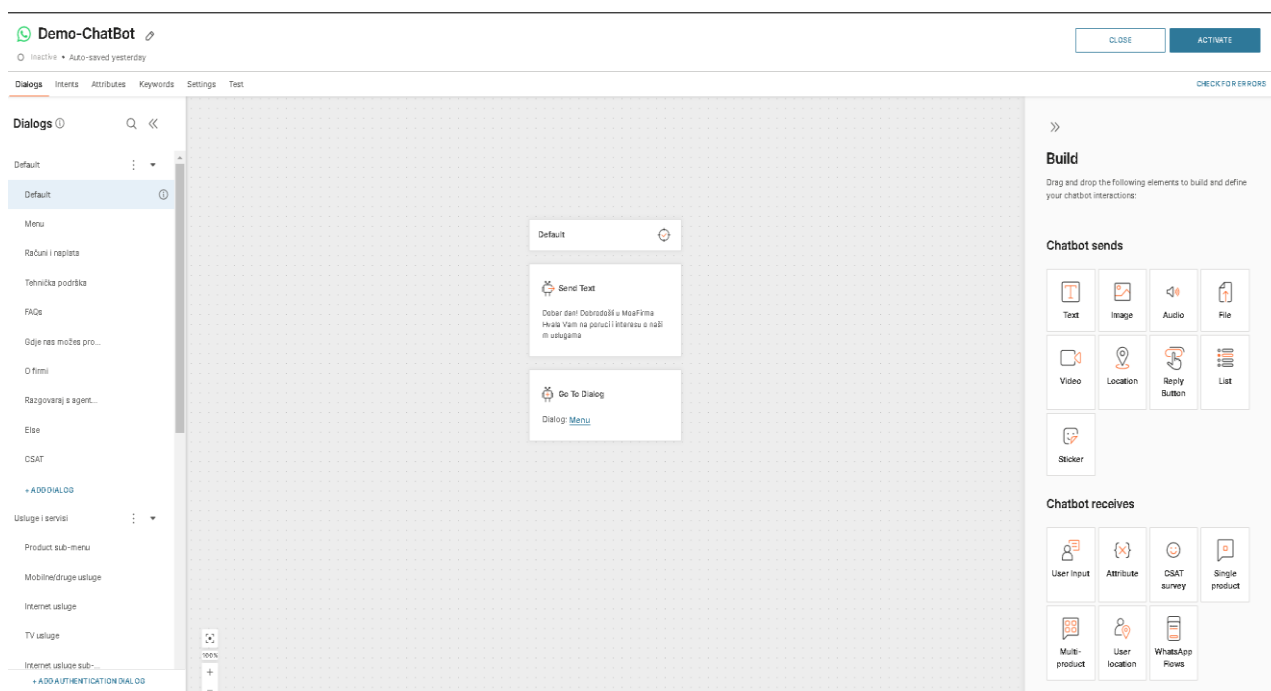 Demo-ChatBot
Inactive • Auto-saved yesterday
CLOSE
ACTIVATE
Dialogs Intents Attributes Keywords Settings Test
CHECK FOR ERRORS
Dialogs
Default
Default
Menu
Računi i naplata
Tehnička podrška
FAQs
Gdje nas možes pro...
O firmi
Razgovaraj s agent...
Else
CSAT
+ ADD DIALOG
Usluge i servisi
Product sub-menu
Mobilne/druge usluge
Internet usluge
TV usluge
Internet usluge sub-...
+ ADD AUTHENTICATION DIALOG
Default
Send Text
Dobar dan! Dobrodošli u MoaFirma
Hvala Vam na poruci i interesu o naši
m uslugama
Go To Dialog
Dialog: Menu
100%
Build
Drag and drop the following elements to build and define
your chatbot interactions:
Chatbot sends
Text
Image
Audio
File
Video
Location
Reply
Button
List
Sticker
Chatbot receives
User Input
Attribute
CSAT
survey
Single
product
Multi-
product
User
location
WhatsApp
Flows